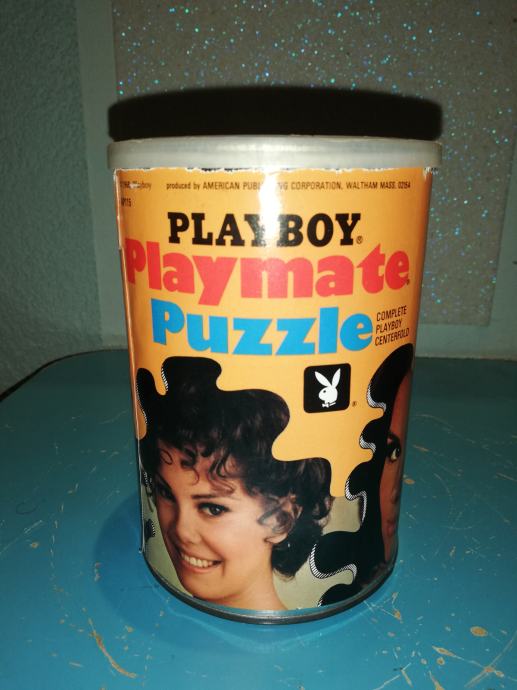 produced by AMERICAN PUBLISHING CORPORATION, WALTHAM MASS. 02154
PLAYBOY®
Playmate
Puzzle
COMPLETE
PLAYBOY
CENTERFOLD
®